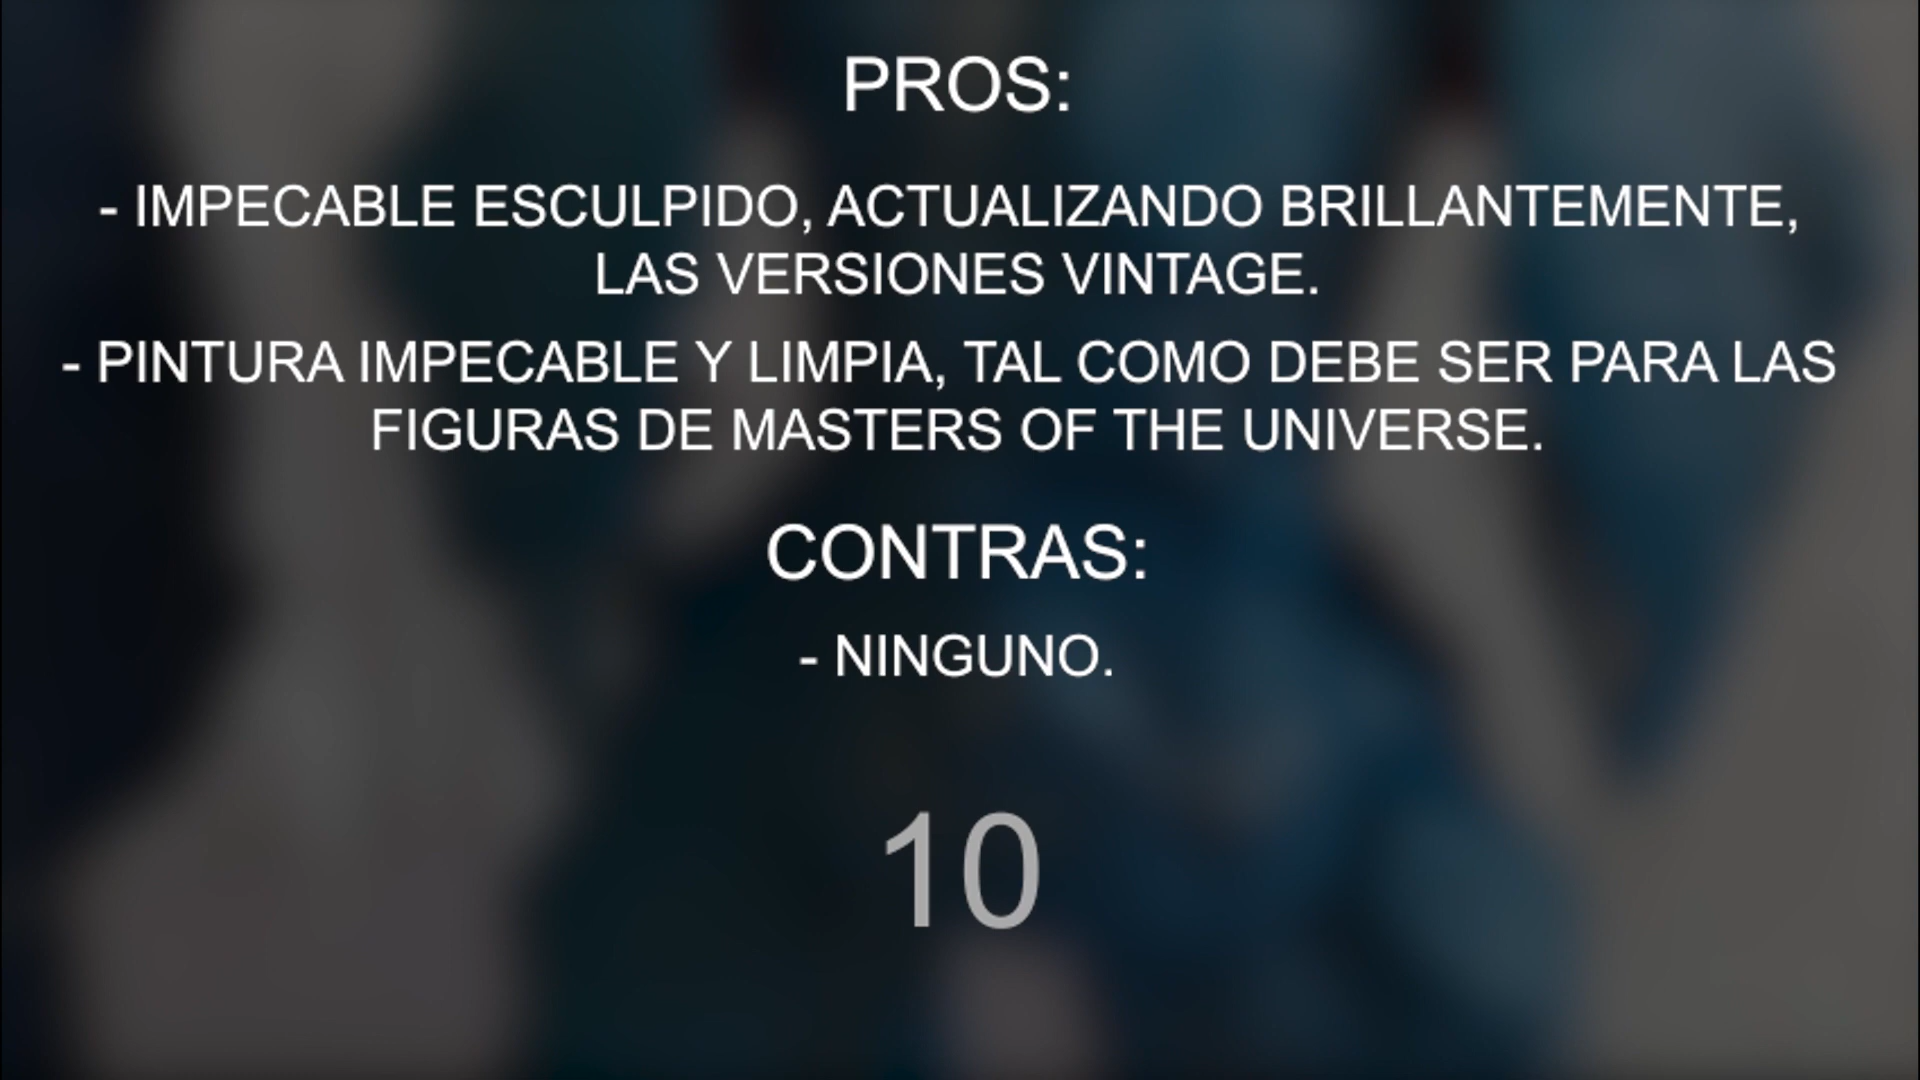 PROS:
- IMPECABLE ESCULPIDO, ACTUALIZANDO BRILLANTEMENTE,
LAS VERSIONES VINTAGE.
- PINTURA IMPECABLE Y LIMPIA, TAL COMO DEBE SER PARA LAS
FIGURAS DE MASTERS OF THE UNIVERSE.
CONTRAS:
- NINGUNO.
10